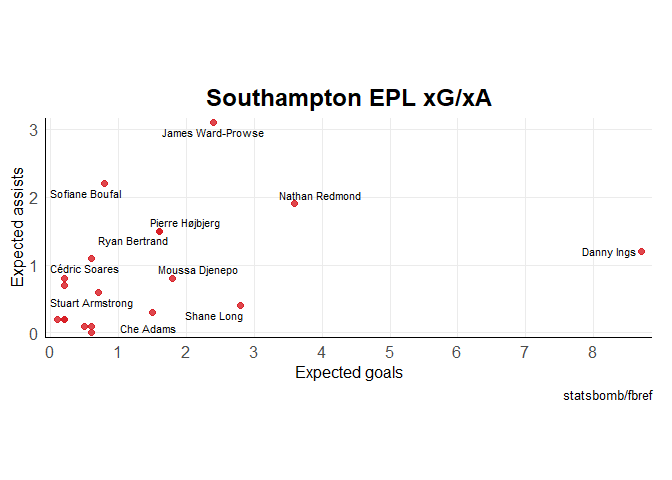 Southampton EPL xG/xA
Expected assists
3
2
1
0
James Ward-Prowse
Sofiane Boufal
Nathan Redmond
Pierre Højbjerg
Ryan Bertrand
Danny Ings
Cédric Soares
Moussa Djenepo
Stuart Armstrong
Shane Long
Che Adams
0 1 2 3 4 5 6 7 8
Expected goals
statsbomb/fbref